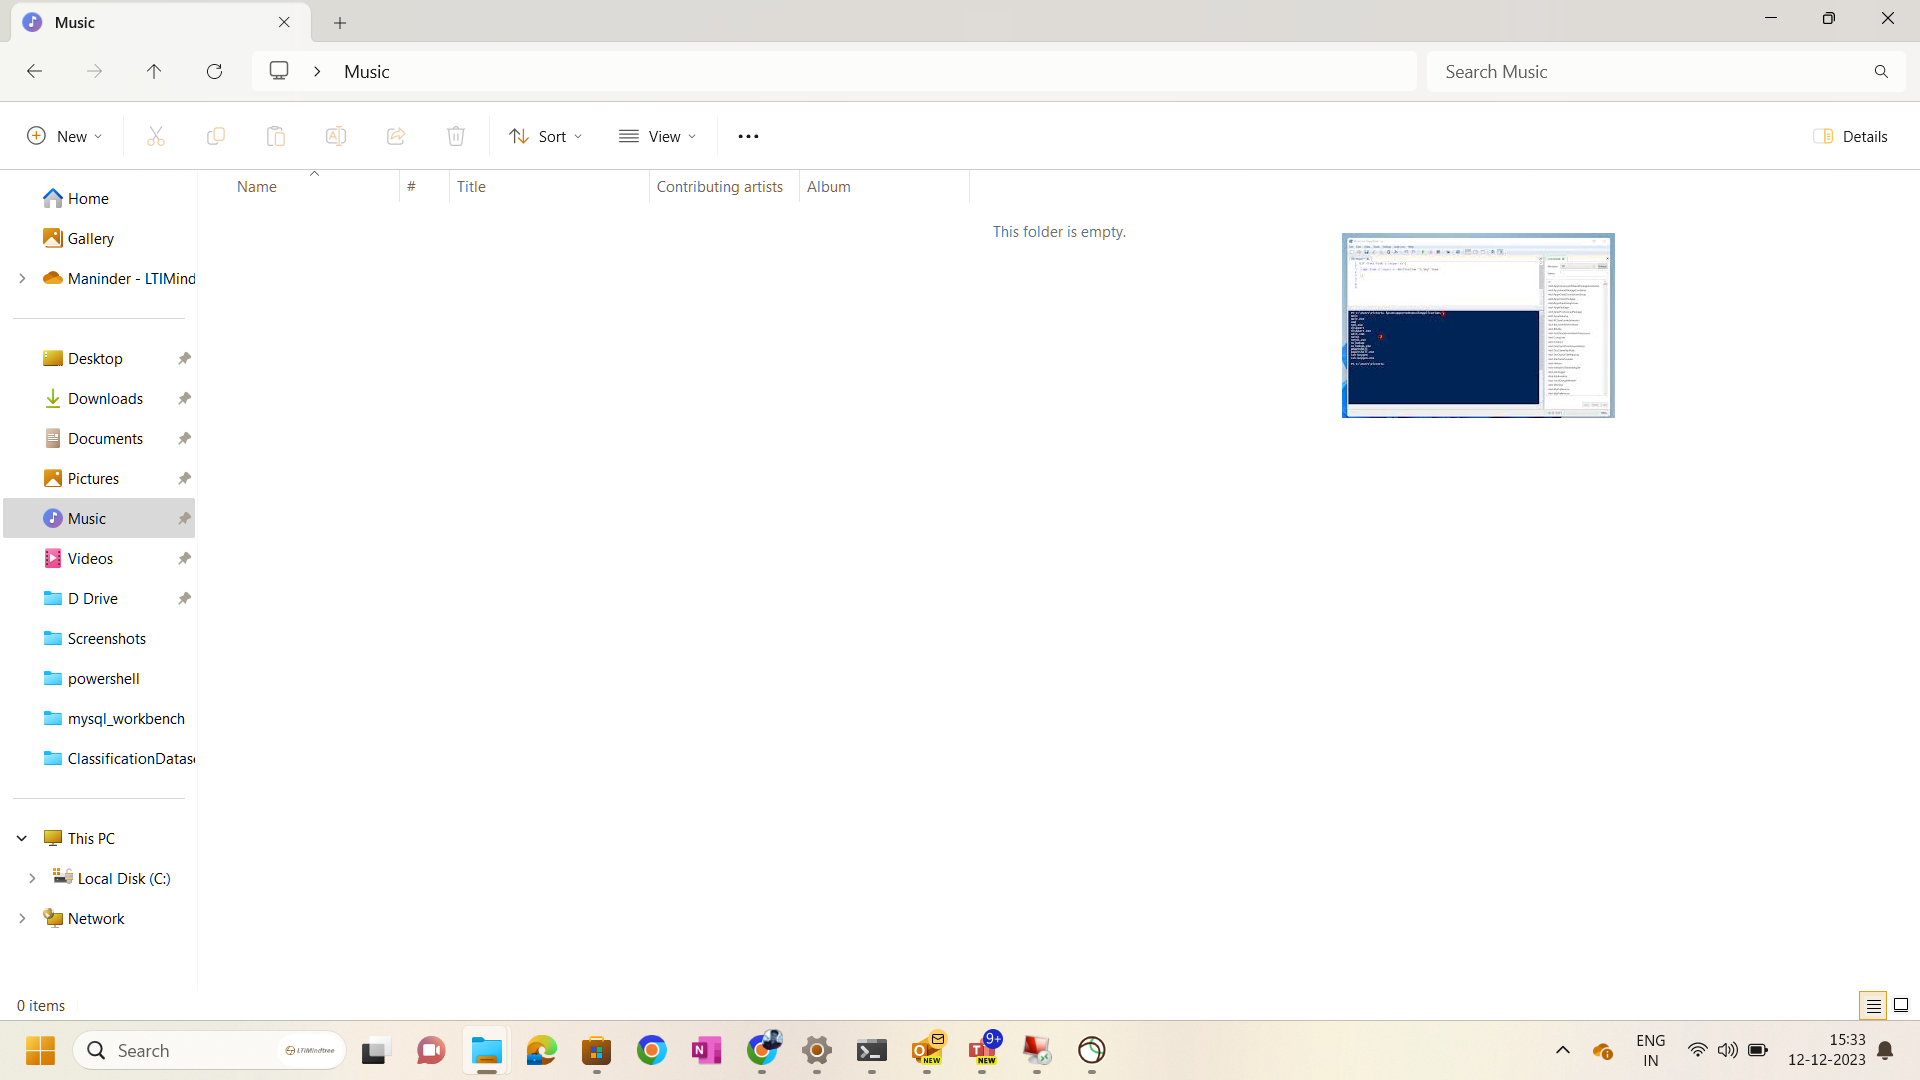 Music
Music
Search Music
New
Sort
View
Details
Name
#
Title
Contributing artists
Album
This folder is empty.
Home
Gallery
Maninder - LTIMind
Desktop
Downloads
Documents
Pictures
Music
Videos
D Drive
Screenshots
powershell
mysql_workbench
ClassificationDatas
This PC
Local Disk (C:)
Network
0 items
Search
LTIMindtree
NEW
9+
NEW
ENG
IN
15:33
12-12-2023